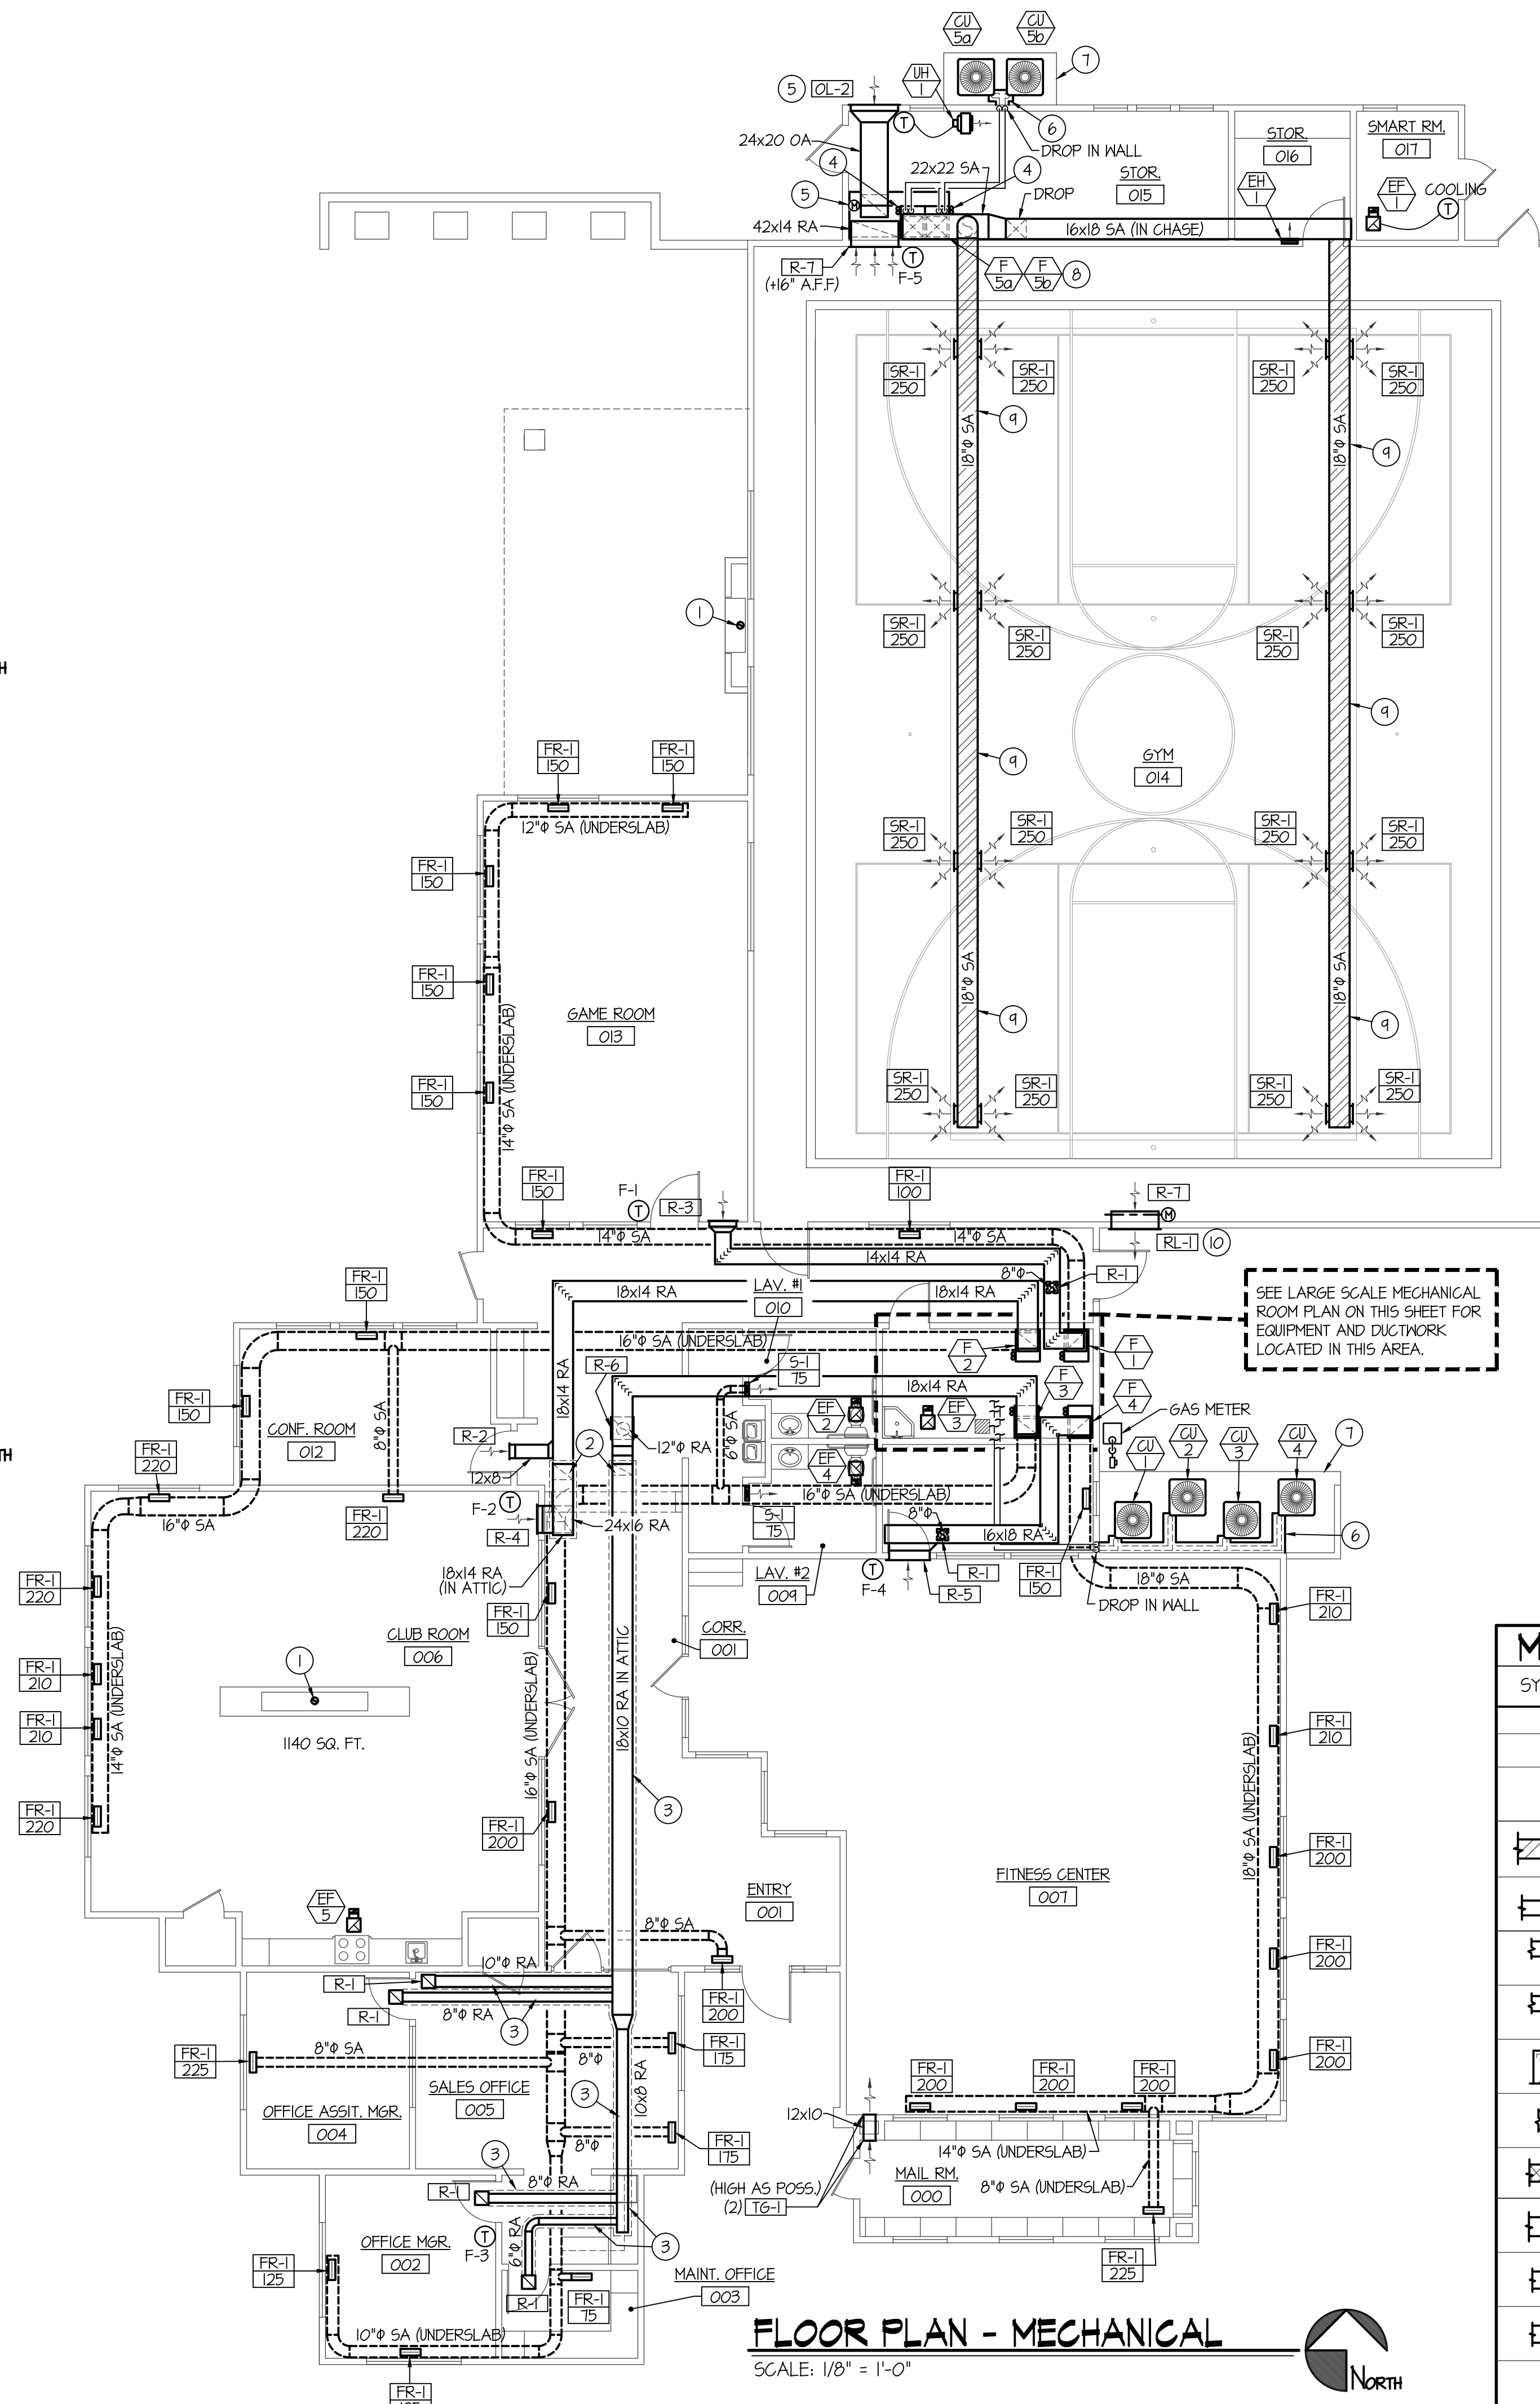 CU
5a
CU
5b
7
5
OL-2
UH
1
T
6
DROP IN WALL
24x20 OA
4
22x22 SA
4
STOR.
015
STOR.
016
SMART RM.
017
5
M
DROP
EH
1
EF
1
COOLING
T
42x14 RA
16x18 SA (IN CHASE)
R-7
(+16" A.F.F)
T
F-5
F
5a
F
5b
8
SR-1
250
SR-1
250
SR-1
250
SR-1
250
18"Φ SA
9
18"Φ SA
9
1
SR-1
250
SR-1
250
SR-1
250
SR-1
250
9
9
GYM
014
FR-1
150
FR-1
150
12"Φ SA (UNDERSLAB)
SR-1
250
SR-1
250
SR-1
250
SR-1
250
FR-1
150
FR-1
150
18"Φ SA
9
18"Φ SA
9
GAME ROOM
013
14"Φ SA (UNDERSLAB)
FR-1
150
SR-1
250
SR-1
250
SR-1
250
SR-1
250
FR-1
150
F-1
T
R-3
FR-1
100
R-7
M
RL-1
10
14"Φ SA
14"Φ SA
14x14 RA
8"Φ
R-1
FR-1
150
18x14 RA
LAV. #1
010
18x14 RA
SEE LARGE SCALE MECHANICAL
ROOM PLAN ON THIS SHEET FOR
EQUIPMENT AND DUCTWORK
LOCATED IN THIS AREA.
16"Φ SA (UNDERSLAB)
R-6
S-1
75
F
2
F
1
F
3
F
4
18x14 RA
18x14 RA
FR-1
150
CONF. ROOM
012
8"Φ SA
R-2
12x8
2
12"Φ RA
6"Φ SA
EF
2
EF
3
EF
4
GAS METER
CU
1
CU
2
CU
3
CU
4
7
FR-1
220
16"Φ SA
FR-1
220
F-2
T
R-4
24x16 RA
16"Φ SA (UNDERSLAB)
S-1
75
8"Φ
16x18 RA
6
18x14 RA
(IN ATTIC)
LAV. #2
009
T
F-4
R-1
R-5
FR-1
150
18"Φ SA
DROP IN WALL
FR-1
220
FR-1
150
FR-1
210
CLUB ROOM
006
CORR.
001
FR-1
210
1
14"Φ SA (UNDERSLAB)
16"Φ SA (UNDERSLAB)
18x10 RA IN ATTIC
FR-1
210
1140 SQ. FT.
FR-1
210
FR-1
220
FR-1
200
3
18"Φ SA (UNDERSLAB)
FR-1
200
FITNESS CENTER
007
EF
5
ENTRY
001
8"Φ SA
FR-1
200
10"Φ RA
R-1
R-1
8"Φ RA
3
FR-1
200
FR-1
225
8"Φ SA
8"Φ
FR-1
175
FR-1
200
SALES OFFICE
005
3
10x8 RA
FR-1
200
FR-1
200
FR-1
200
OFFICE ASSIT. MGR.
004
12x10
8"Φ
FR-1
175
14"Φ SA (UNDERSLAB)
3
8"Φ RA
R-1
(HIGH AS POSS.)
(2)
TG-1
MAIL RM.
000
8"Φ SA (UNDERSLAB)
OFFICE MGR.
002
T
F-3
6"Φ RA
3
FR-1
125
R-1
FR-1
75
MAINT. OFFICE
003
FR-1
225
10"Φ SA (UNDERSLAB)
FR-1
FLOOR PLAN - MECHANICAL
SCALE: 1/8" = 1'-0"
NORTH
M
SY